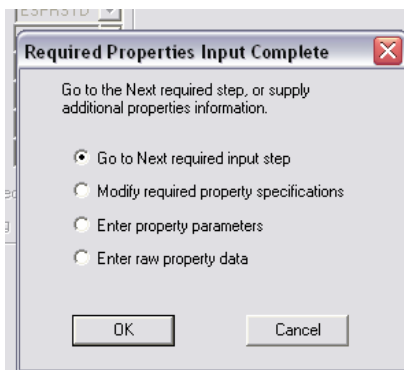 ESPRSTD
Required Properties Input Complete
Go to the Next required step, or supply
additional properties information.
Go to Next required input step
Modify required property specifications
Enter property parameters
Enter raw property data
OK
Cancel